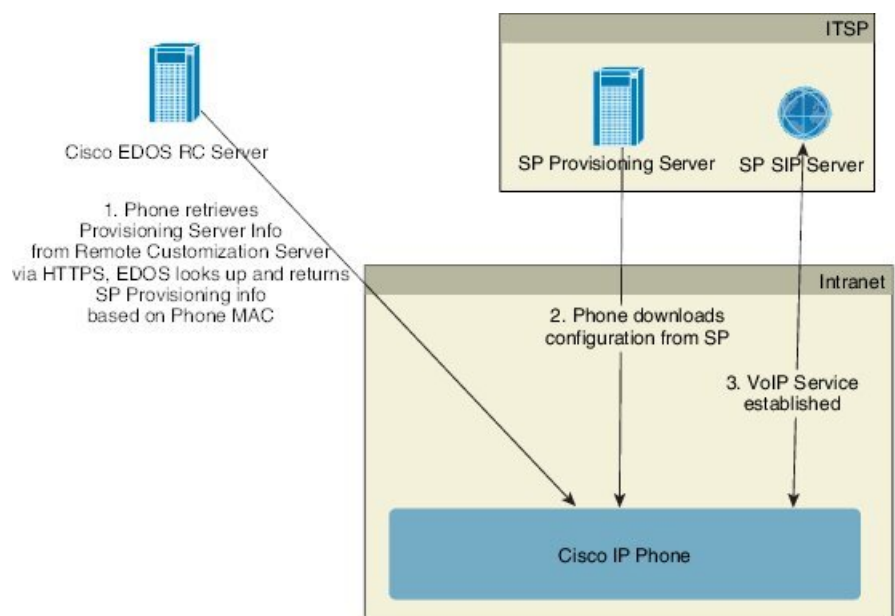 ITSP
Cisco EDOS RC Server
SP Provisioning Server
SP SIP Server
1. Phone retrieves
Provisioning Server Info
from Remote Customization Server
via HTTPS, EDOS looks up and returns
SP Provisioning info
based on Phone MAC
Intranet
2. Phone downloads
configuration from SP
3. VoIP Service
established
Cisco IP Phone